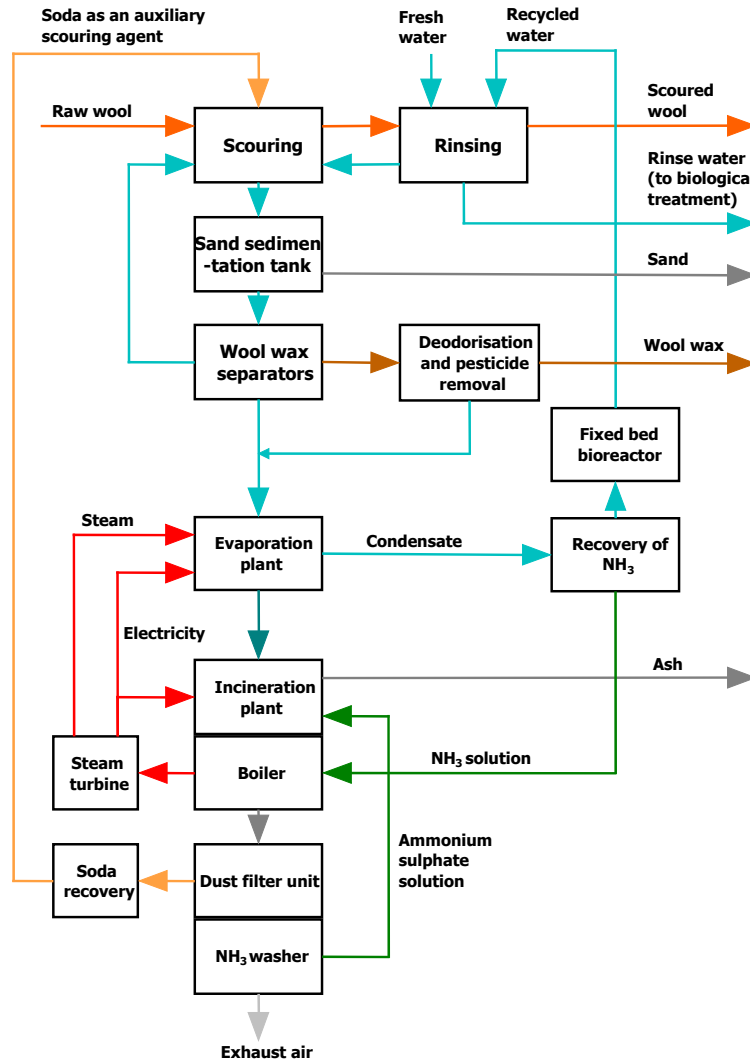 Soda as an auxiliary
scouring agent
Fresh
water
Recycled
water
Raw wool
Scouring
Rinsing
Scoured
wool
Rinse water
(to biological
treatment)
Sand sedimen
-tation tank
Sand
Wool wax
separators
Deodorisation
and pesticide
removal
Wool wax
Fixed bed
bioreactor
Steam
Evaporation
plant
Condensate
Recovery of
NH₃
Electricity
Incineration
plant
Ash
Steam
turbine
Boiler
NH₃ solution
Ammonium
sulphate
solution
Soda
recovery
Dust filter unit
NH₃ washer
Exhaust air